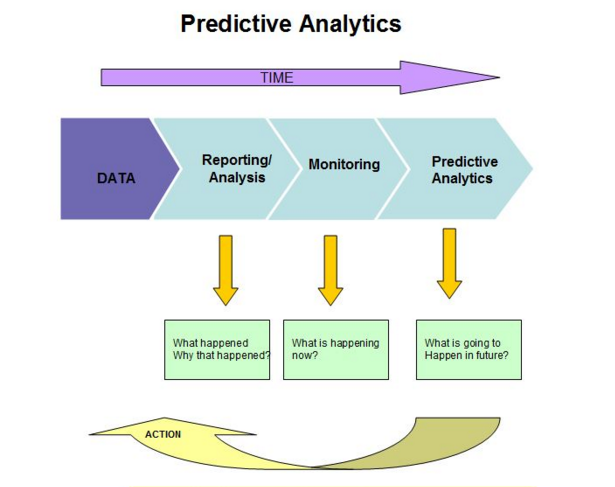 Predictive Analytics
TIME
DATA
Reporting/
Analysis
Monitoring
Predictive
Analytics
What happened
Why that happened?
What is happening
now?
What is going to
Happen in future?
ACTION